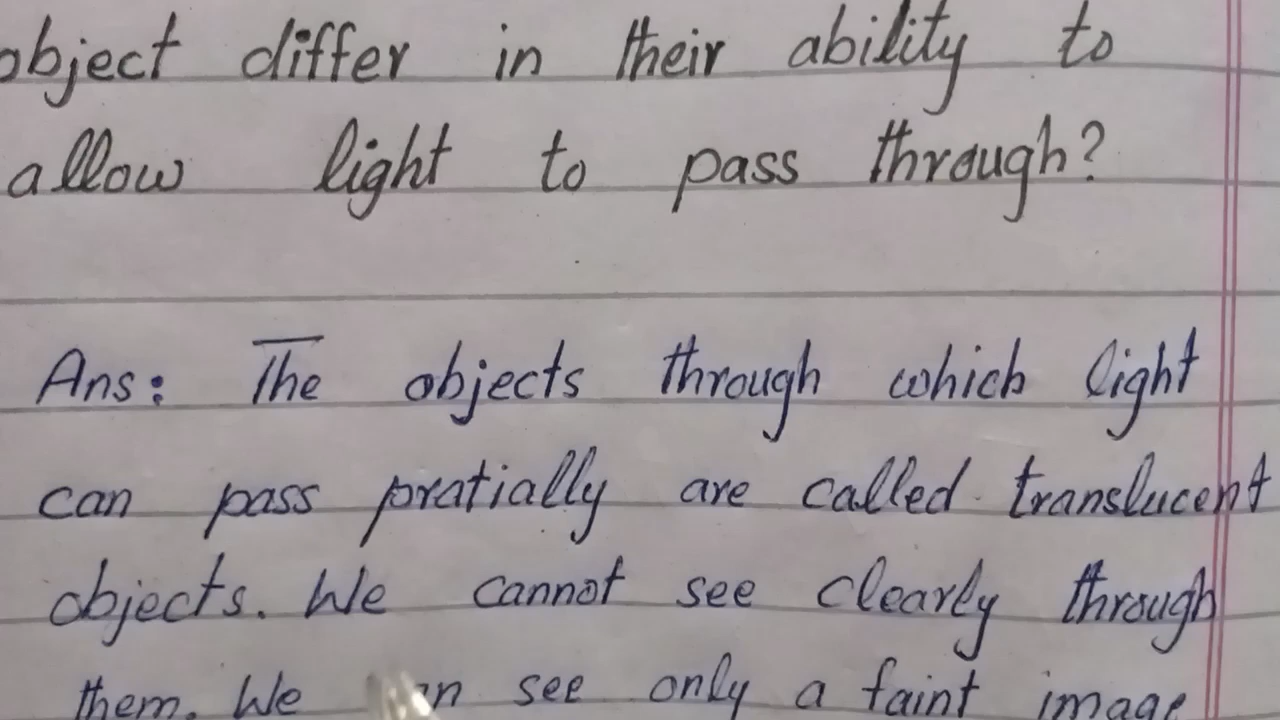 object differ in their ability to
allow light to pass through?
Ans: The objects through which light
can pass pratially are called translucent
objects. We cannot see clearly through
them. We see only a faint image